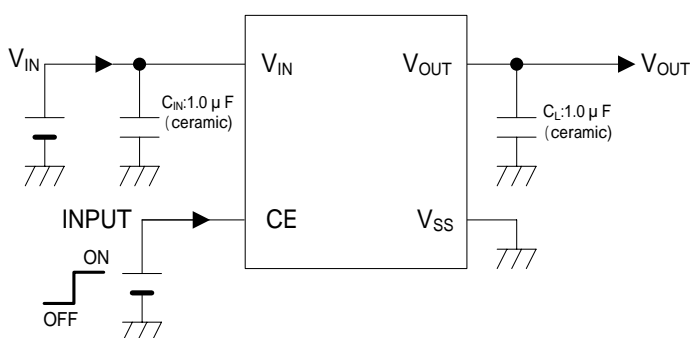 VIN
VIN
VOUT
VOUT
CIN:1.0 μ F
(ceramic)
CL:1.0 μ F
(ceramic)
INPUT
CE
VSS
ON
OFF